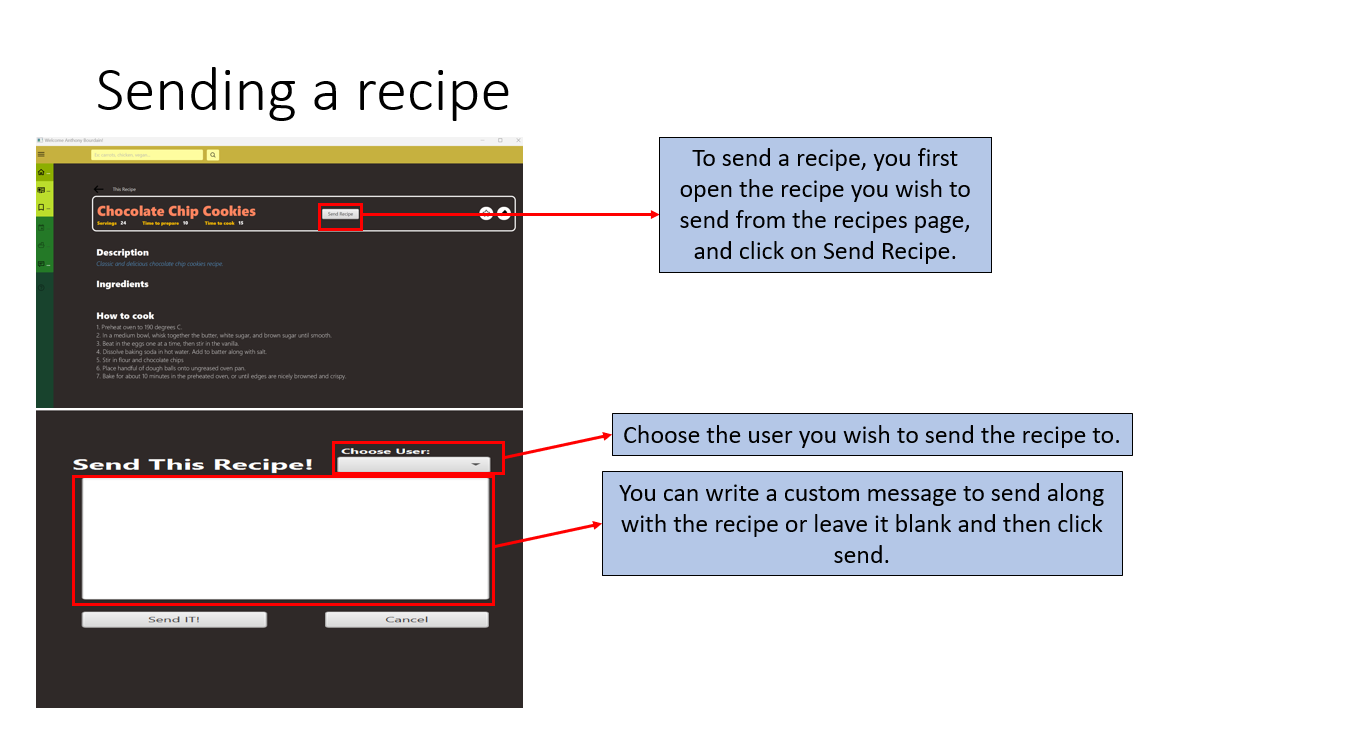 Sending a recipe
Welcome Anthony Bourdain!
This Recipe
Chocolate Chip Cookies
Send Recipe
Servings 24 Time to prepare 10 Time to cook 15
Description
Classic and delicious chocolate chip cookies recipe.
Ingredients
How to cook
1. Preheat oven to 190 degrees C.
2. In a medium bowl, whisk together the butter, white sugar, and brown sugar until smooth.
3. Beat in the eggs one at a time, then stir in the vanilla.
4. Dissolve baking soda in hot water. Add to batter along with salt.
5. Stir in flour and chocolate chips
6. Place handful of dough balls onto ungreased oven pan.
7. Bake for about 10 minutes in the preheated oven, or until edges are nicely browned and crispy.
To send a recipe, you first
open the recipe you wish to
send from the recipes page,
and click on Send Recipe.
Send This Recipe!
Choose User:
Send IT!
Cancel
Choose the user you wish to send the recipe to.
You can write a custom message to send along
with the recipe or leave it blank and then click
send.